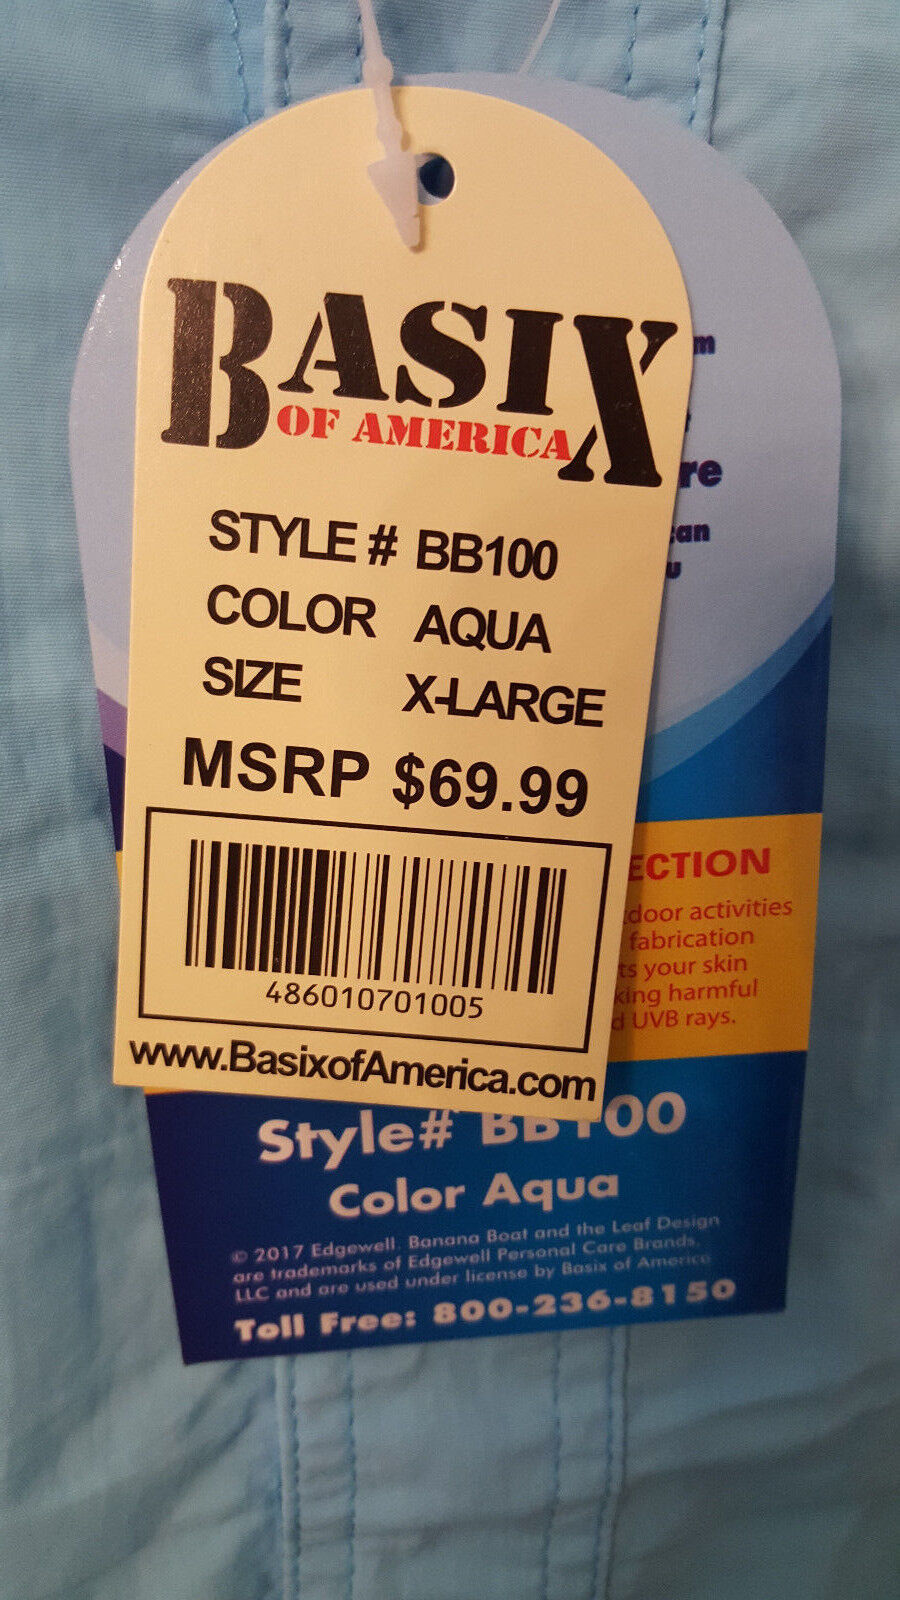 BASIX
OF AMERICA
STYLE # BB100
COLOR AQUA
SIZE X-LARGE
MSRP $69.99
486010701005
www.BasixofAmerica.com
m
re
can
u
ECTION
door activities
fabrication
ts your skin
king harmful
d UVB rays.
Style# BB100
Color Aqua
© 2017 Edgewell. Banana Boat and the Leaf Design
are trademarks of Edgewell Personal Care Brands,
LLC and are used under license by Basix of America
Toll Free: 800-236-8150